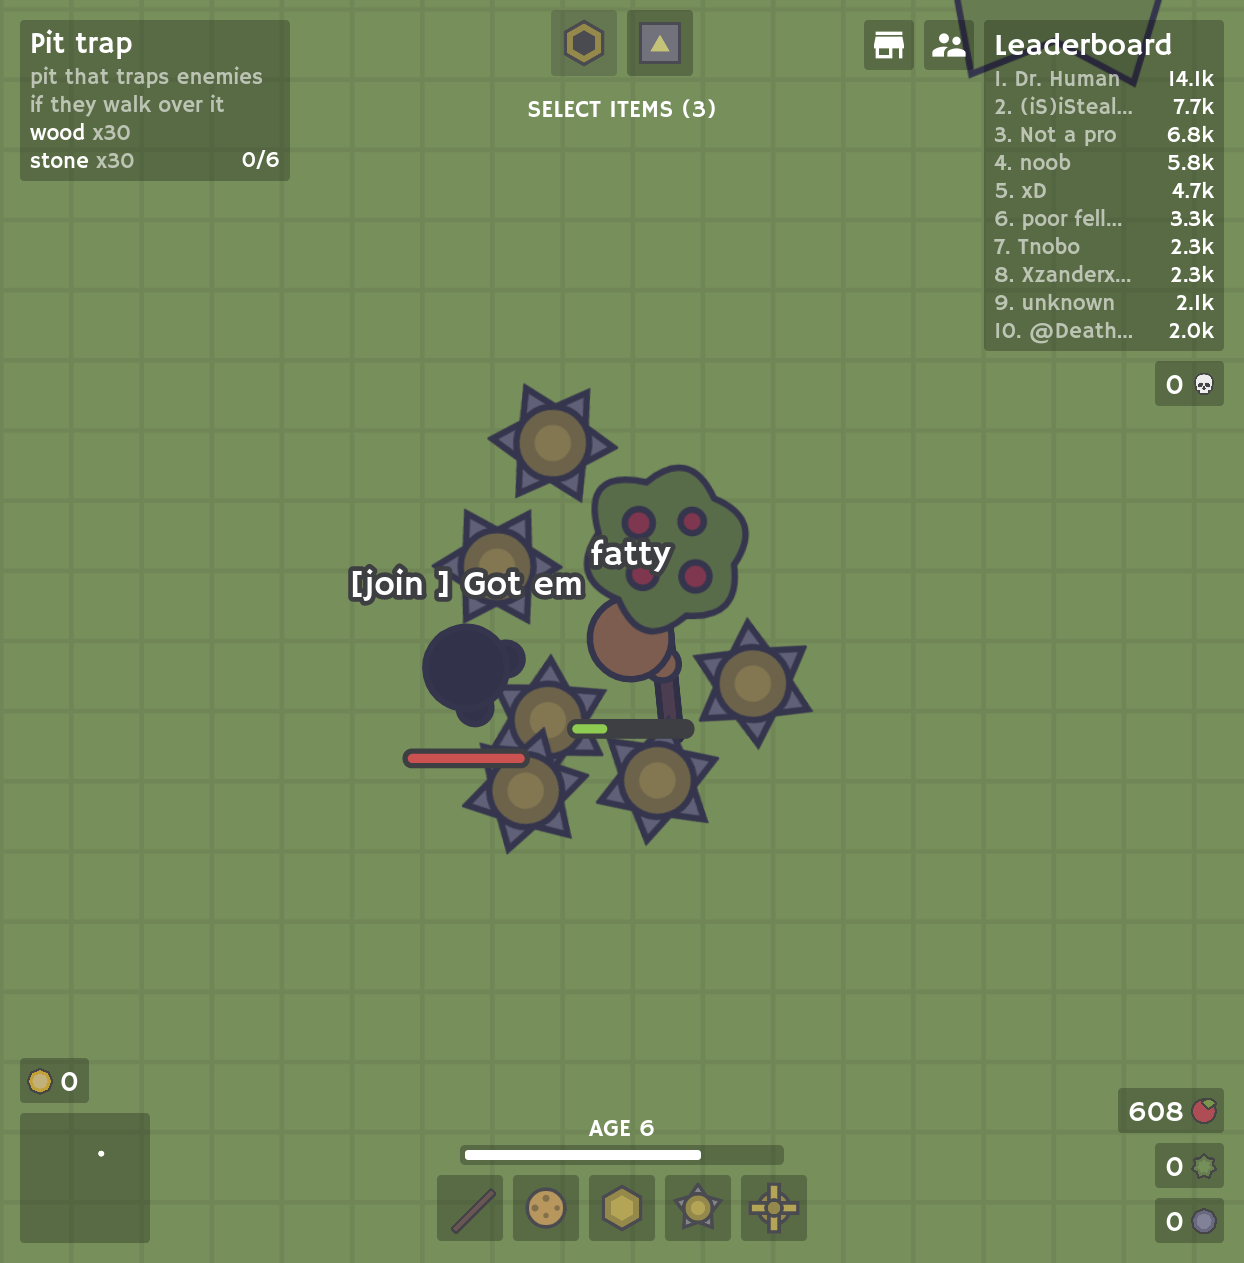 Pit trap
pit that traps enemies
if they walk over it
wood x30
stone x30 0/6
SELECT ITEMS (3)
Leaderboard
1. Dr. Human 14.1k
2. (iS)iSteal... 7.7k
3. Not a pro 6.8k
4. noob 5.8k
5. xD 4.7k
6. poor fell... 3.3k
7. Tnobo 2.3k
8. Xzanderx... 2.3k
9. unknown 2.1k
10. @Death... 2.0k
0
fatty
[join ] Got em
0
AGE 6
608
0
0